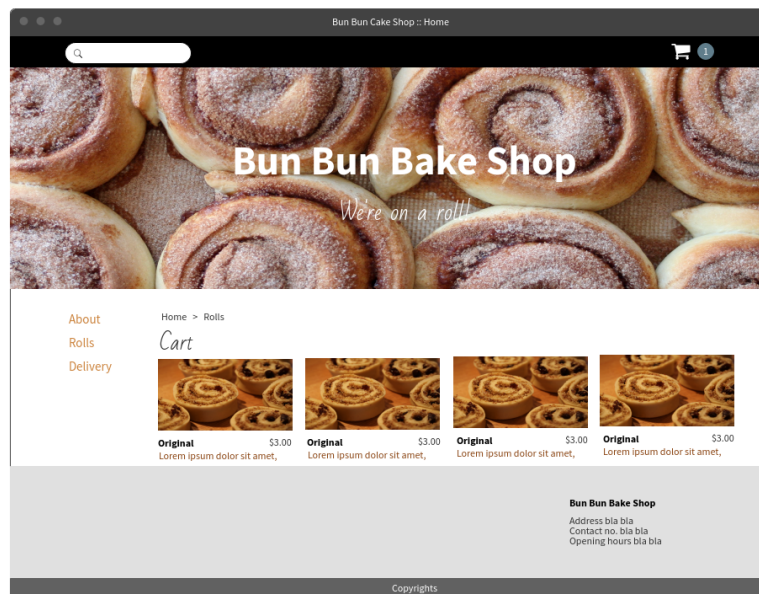 Bun Bun Cake Shop :: Home
1
Bun Bun Bake Shop
We're on a roll!
About
Rolls
Delivery
Home > Rolls
Cart
Original $3.00
Lorem ipsum dolor sit amet,
Original $3.00
Lorem ipsum dolor sit amet,
Original $3.00
Lorem ipsum dolor sit amet,
Original $3.00
Lorem ipsum dolor sit amet,
Bun Bun Bake Shop
Address bla bla
Contact no. bla bla
Opening hours bla bla
Copyrights